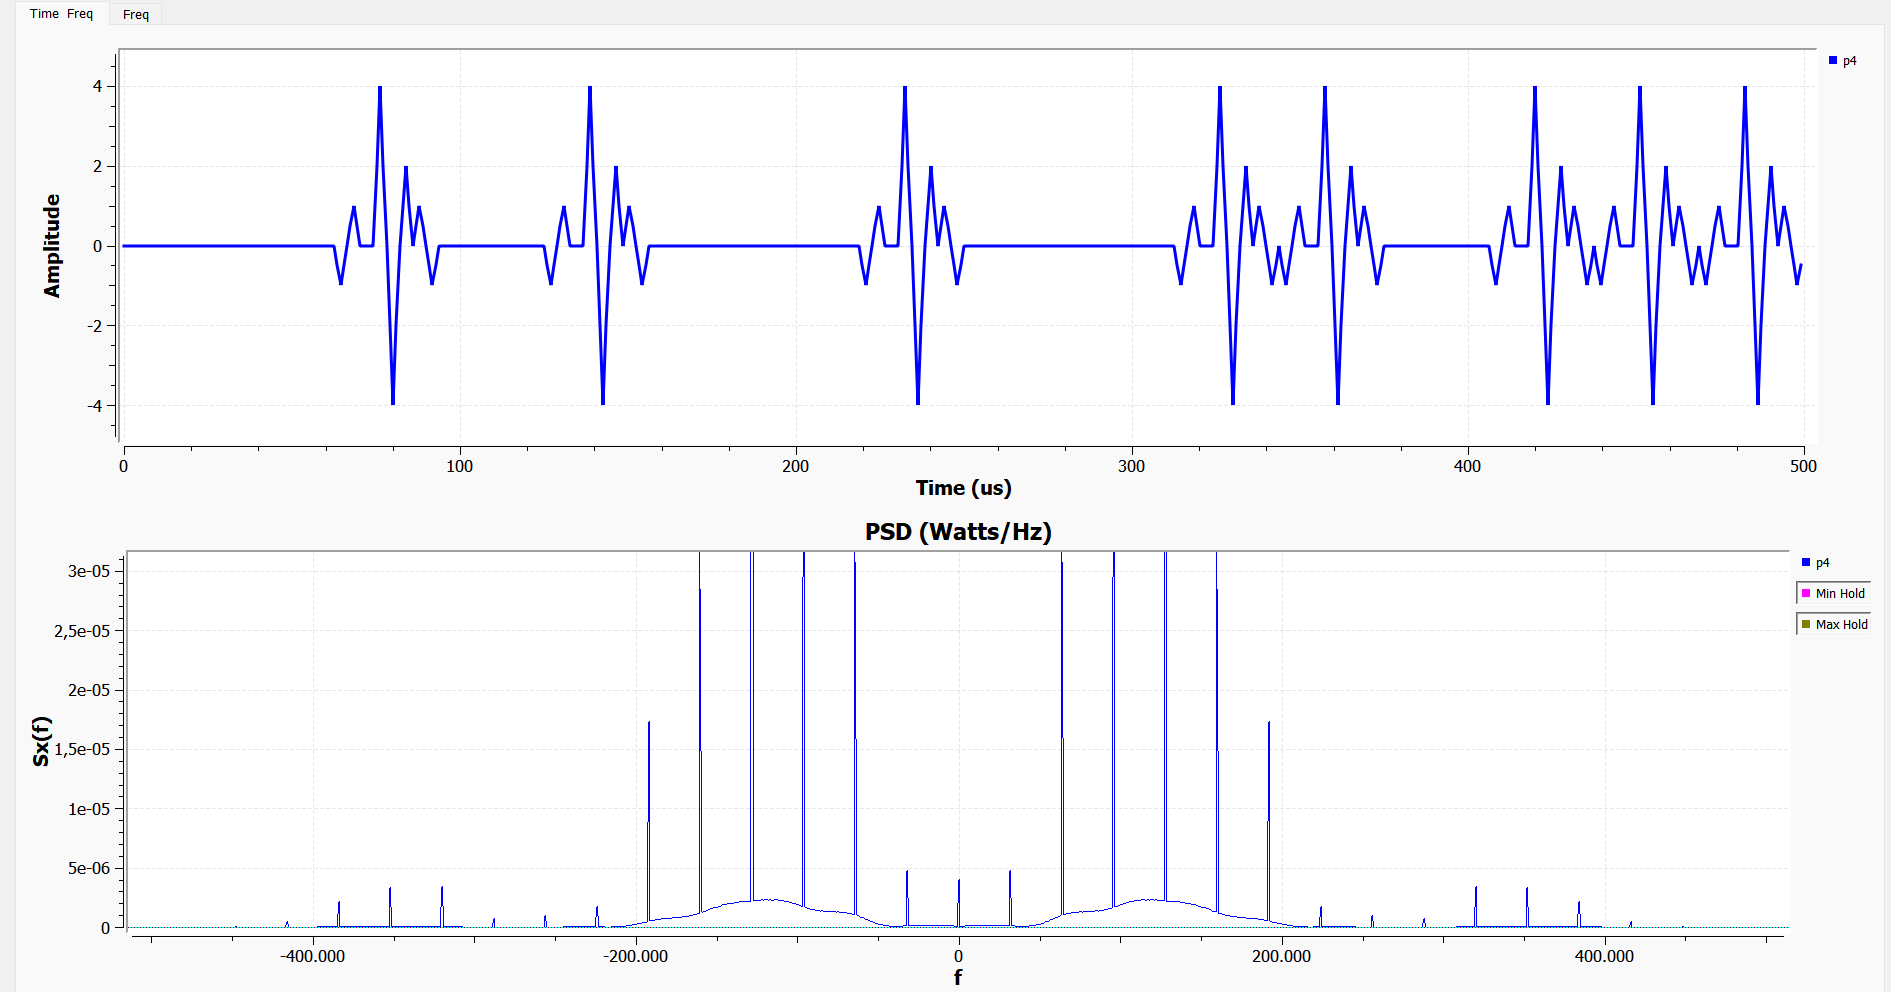 Time Freq
Freq
p4
Amplitude
4
2
0
-2
-4
0
100
200
300
400
500
Time (us)
PSD (Watts/Hz)
p4
Min Hold
Max Hold
Sx(f)
3e-05
2,5e-05
2e-05
1,5e-05
1e-05
5e-06
0
-400.000
-200.000
0
200.000
400.000
f